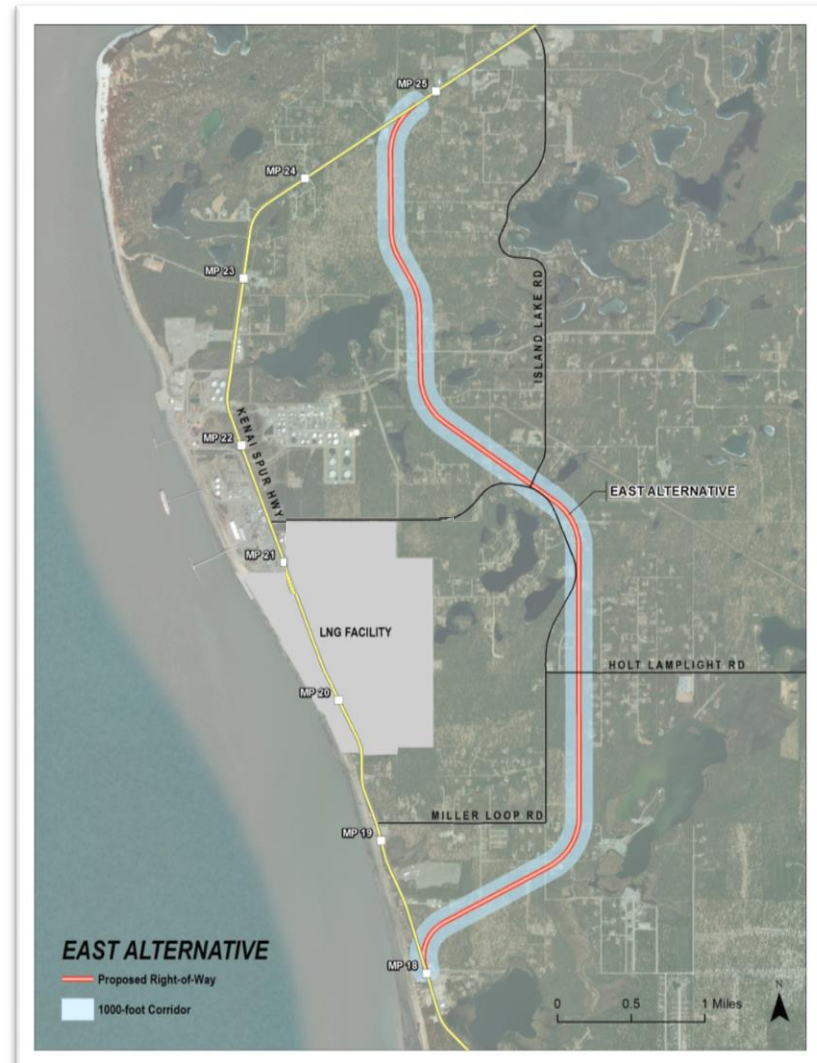 MP 25
MP 24
MP 23
ISLAND LAKE RD
KENAI SPUR HWY
MP 22
EAST ALTERNATIVE
MP 21
LNG FACILITY
HOLT LAMPLIGHT RD
MP 20
MILLER LOOP RD
MP 19
MP 18
EAST ALTERNATIVE
Proposed Right-of-Way
1000-foot Corridor
0 0.5 1 Miles
N